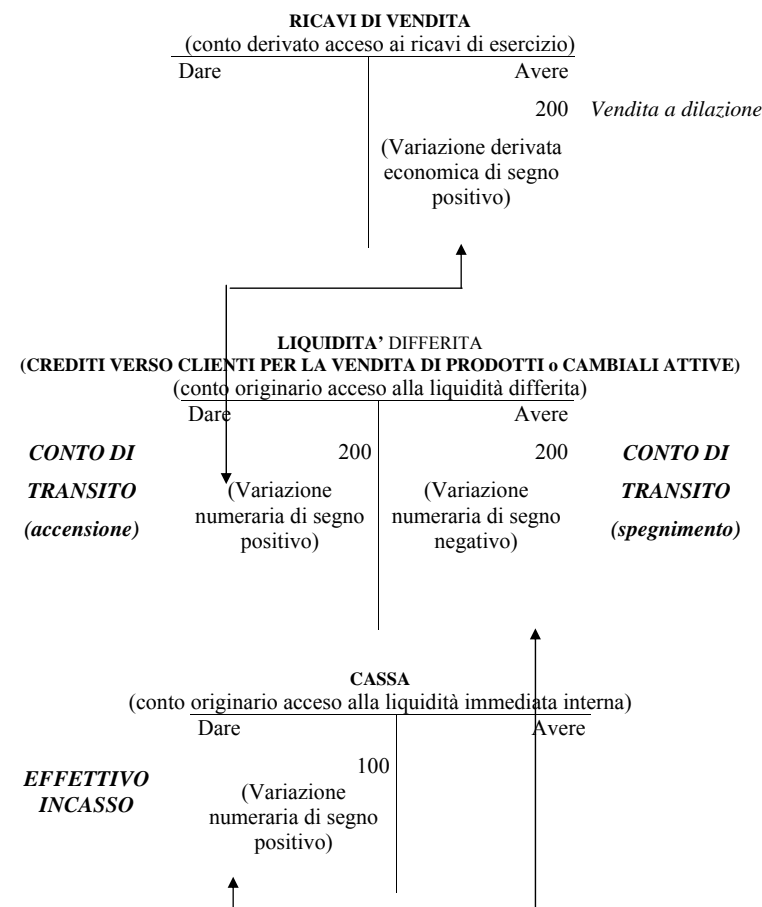 RICAVI DI VENDITA
(conto derivato acceso ai ricavi di esercizio)
Dare Avere
200 Vendita a dilazione
(Variazione derivata
economica di segno
positivo)
LIQUIDITA’ DIFFERITA
(CREDITI VERSO CLIENTI PER LA VENDITA DI PRODOTTI o CAMBIALI ATTIVE)
(conto originario acceso alla liquidità differita)
Dare Avere
CONTO DI 200 200 CONTO DI
TRANSITO (Variazione (Variazione TRANSITO
numeraria di segno numeraria di segno
(accensione) positivo) negativo) (spegnimento)
CASSA
(conto originario acceso alla liquidità immediata interna)
Dare Avere
100
EFFETTIVO
INCASSO
(Variazione
numeraria di segno
positivo)